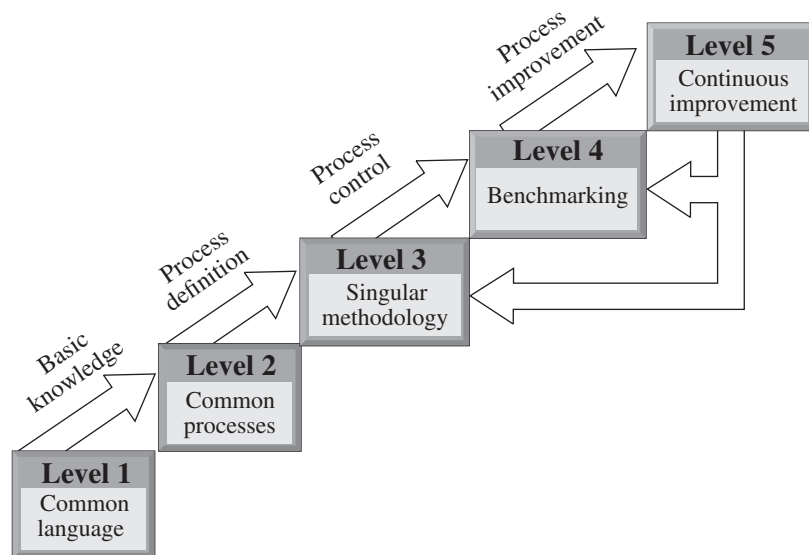 Level 5
Continuous
improvement
Process
improvement
Level 4
Benchmarking
Process
control
Level 3
Singular
methodology
Process
definition
Level 2
Common
processes
Basic
knowledge
Level 1
Common
language